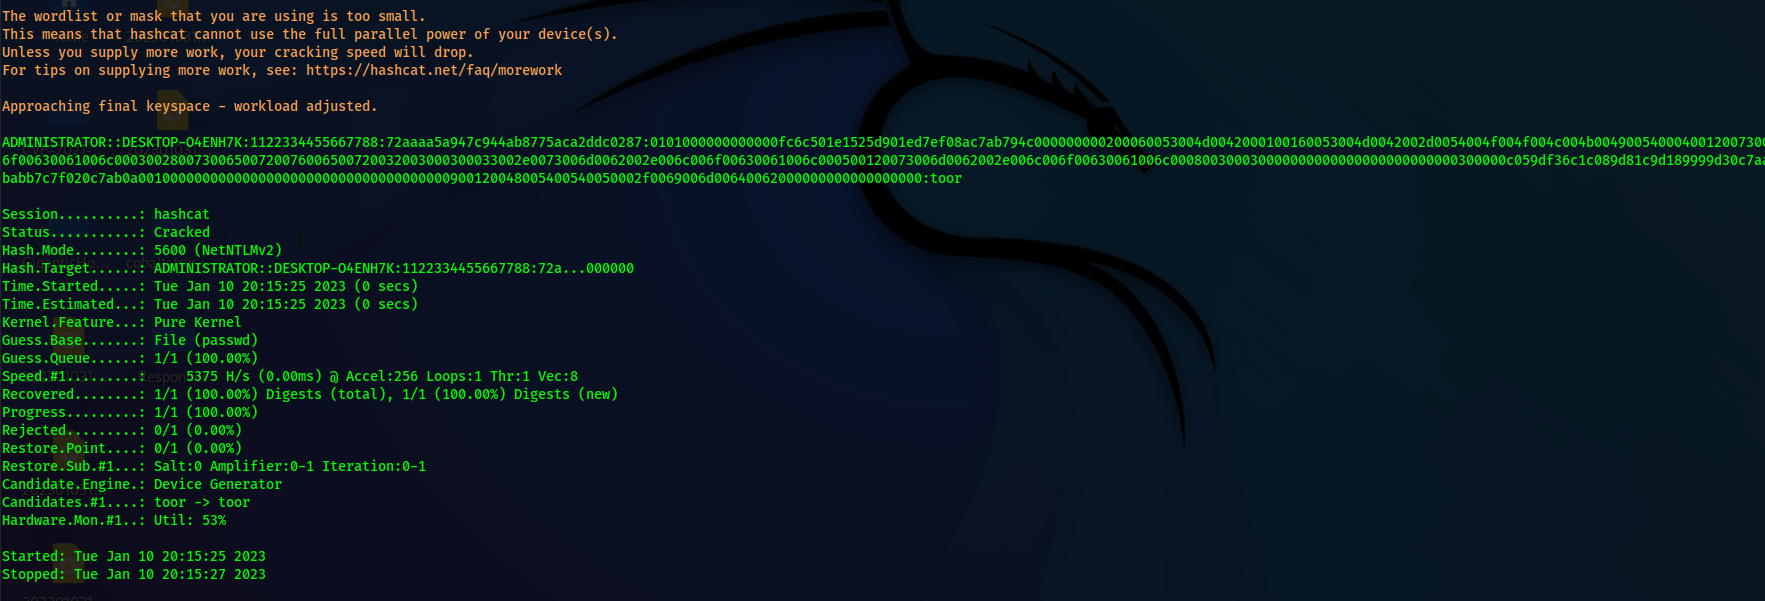 The wordlist or mask that you are using is too small.
This means that hashcat cannot use the full parallel power of your device(s).
Unless you supply more work, your cracking speed will drop.
For tips on supplying more work, see: https://hashcat.net/faq/morework
Approaching final keyspace - workload adjusted.
ADMINISTRATOR::DESKTOP-O4ENH7K:1122334455667788:72aaaa5a947c944ab8775aca2ddc0287:01010000000000000fc6c501e1525d901ed7ef08ac7ab794c000000000200060053004d0042000100160053004d0042002d0054004f004f004c004b0049005400040012007300
6f00630061006c000300280073006500720076006500720032003000300033002e0073006d0062002e006c006f00630061006c000500120073006d0062002e006c006f00630061006c000800300030000000000000000000000000300000c059df36c1c089d81c9d189999d30c7aa
babb7c7f020c7ab0a001000000000000000000000000000000000000900120048005400540050002f0069006d00640062000000000000000000:toor
Session..........: hashcat
Status...........: Cracked
Hash.Mode........: 5600 (NetNTLMv2)
Hash.Target......: ADMINISTRATOR::DESKTOP-O4ENH7K:1122334455667788:72a...000000
Time.Started.....: Tue Jan 10 20:15:25 2023 (0 secs)
Time.Estimated...: Tue Jan 10 20:15:25 2023 (0 secs)
Kernel.Feature...: Pure Kernel
Guess.Base.......: File (passwd)
Guess.Queue......: 1/1 (100.00%)
Speed.#1.........:     5375 H/s (0.00ms) @ Accel:256 Loops:1 Thr:1 Vec:8
Recovered........: 1/1 (100.00%) Digests (total), 1/1 (100.00%) Digests (new)
Progress.........: 1/1 (100.00%)
Rejected.........: 0/1 (0.00%)
Restore.Point....: 0/1 (0.00%)
Restore.Sub.#1...: Salt:0 Amplifier:0-1 Iteration:0-1
Candidate.Engine.: Device Generator
Candidates.#1....: toor -> toor
Hardware.Mon.#1..: Util: 53%
Started: Tue Jan 10 20:15:25 2023
Stopped: Tue Jan 10 20:15:27 2023